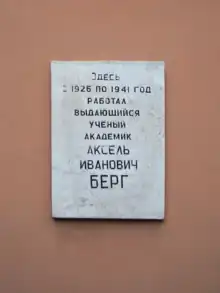 ЗДЕСЬ
С 1926 ПО 1941 ГОД
РАБОТАЛ
ВЫДАЮЩИЙСЯ
УЧЕНЫЙ
АКАДЕМИК
АКСЕЛЬ
ИВАНОВИЧ
БЕРГ